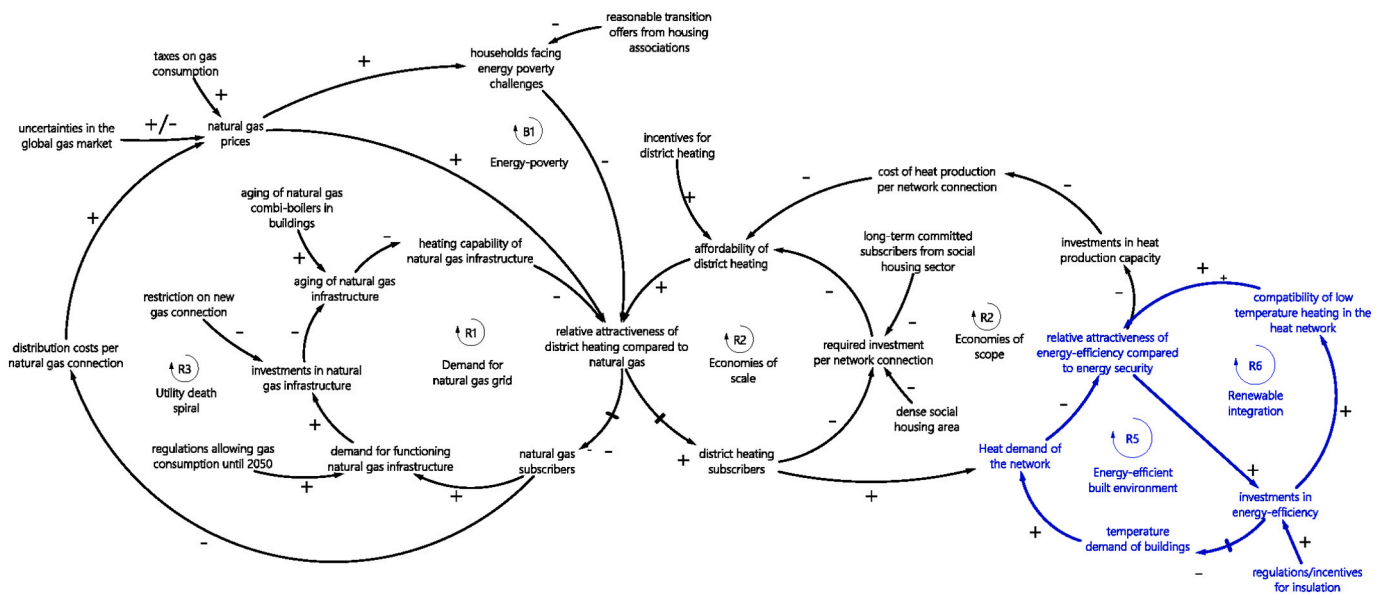 reasonable transition
offers from housing
associations
-
taxes on gas
consumption
+
households facing
energy poverty
challenges
+
uncertainties in the
global gas market
+/-
natural gas
prices
B1
Energy-poverty
-
+
incentives for
district heating
+
cost of heat production
per network connection
-
-
aging of natural gas
combi-boilers in
buildings
+
-
heating capability of
natural gas infrastructure
-
affordability of
district heating
+
-
long-term committed
subscribers from social
housing sector
-
investments in heat
production capacity
-
+
+
compatibility of low
temperature heating in the
heat network
+
aging of natural gas
infrastructure
-
restriction on new
gas connection
-
distribution costs per
natural gas connection
+
R3
Utility death
spiral
investments in natural
gas infrastructure
+
R1
Demand for
natural gas grid
relative attractiveness of
district heating compared to
natural gas
R2
Economies
of scale
required investment
per network connection
R2
Economies
of scope
relative attractiveness of
energy-efficiency compared
to energy security
R6
Renewable
integration
-
dense social
housing area
-
regulations allowing gas
consumption until 2050
+
demand for functioning
natural gas infrastructure
+
natural gas
subscribers
- -
+
district heating
subscribers
+
Heat demand of
the network
-
R5
Energy-efficient
built environment
+
investments in
energy-efficiency
-
+
temperature
demand of buildings
-
+
regulations/incentives
for insulation